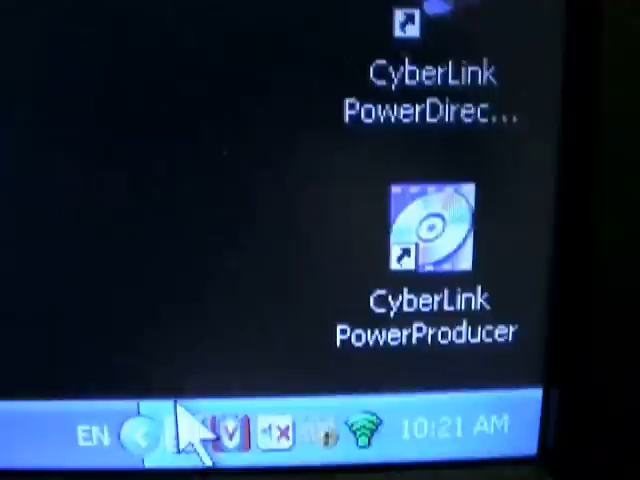 CyberLink
PowerDirec...
CyberLink
PowerProducer
EN
10:21 AM